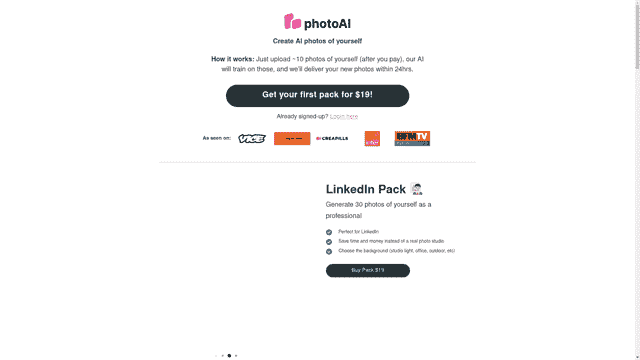 photoAI
Create AI photos of yourself
How it works: Just upload ~10 photos of yourself (after you pay), our AI
will train on those, and we'll deliver your new photos within 24hrs.
Get your first pack for $19!
Already signed-up? Login here
As seen on: VICE CREAPILLS BFM TV
LinkedIn Pack
Generate 30 photos of yourself as a
professional
Perfect for LinkedIn
Save time and money instead of a real photo studio
Choose the background (studio light, office, outdoor, etc)
Buy Pack $19